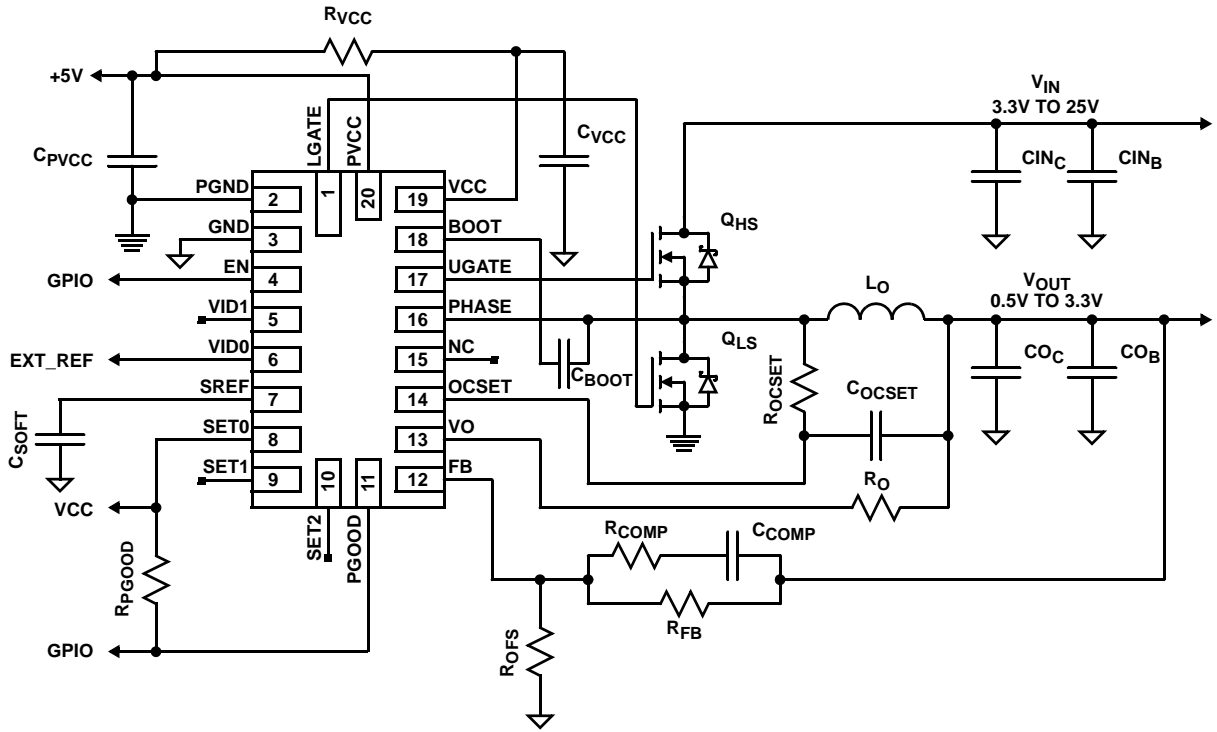 RVCC
+5V
LGATE
PVCC
CVCC
VIN
3.3V TO 25V
CPVCC
CINC
CINB
PGND
2
1
20
19
VCC
GND
3
18
BOOT
QHS
GPIO
EN
4
17
UGATE
VOUT
0.5V TO 3.3V
LO
VID1
5
16
PHASE
QLS
EXT_REF
VID0
6
15
NC
CBOOT
ROCSET
COCSET
COC
COB
SREF
7
14
OCSET
CSOFT
SET0
8
13
VO
SET1
9
10
11
12
FB
RO
VCC
SET2
PGOOD
RCOMP
CCOMP
RPGOOD
RFB
GPIO
ROFS